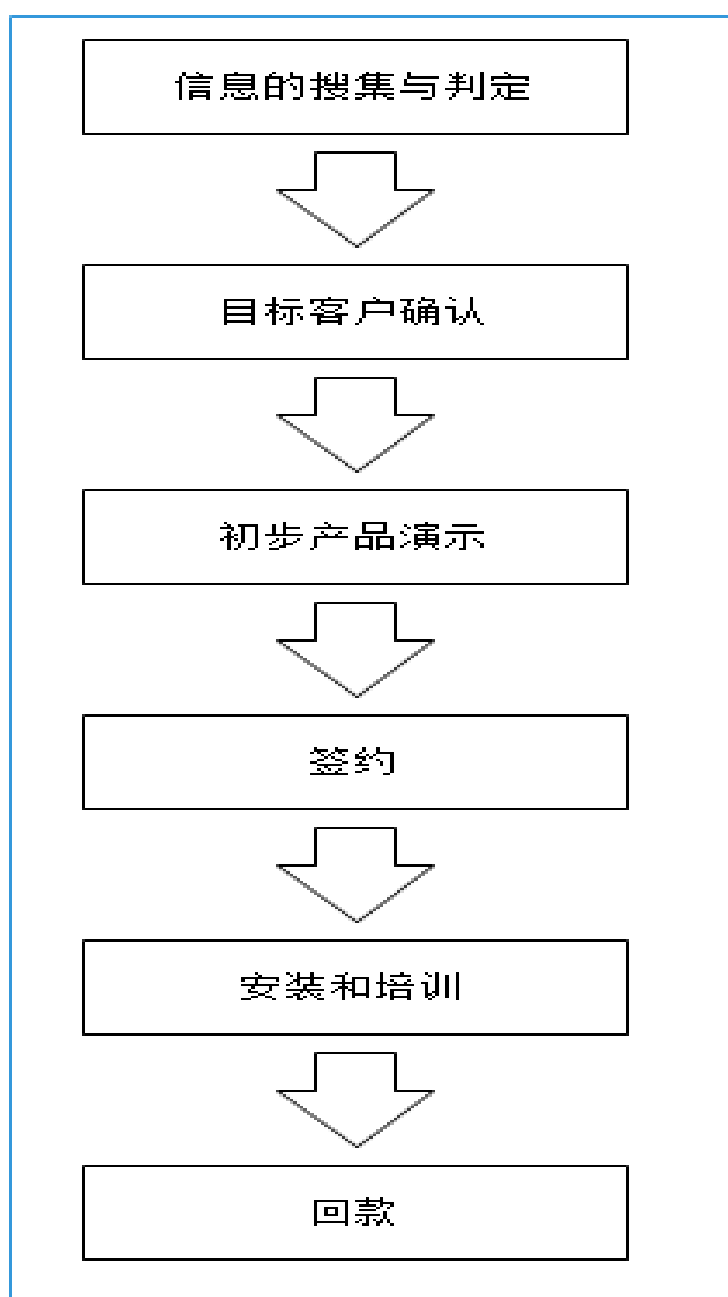 信息的搜集与判定
目标客户确认
初步产品演示
签约
安装和培训
回款